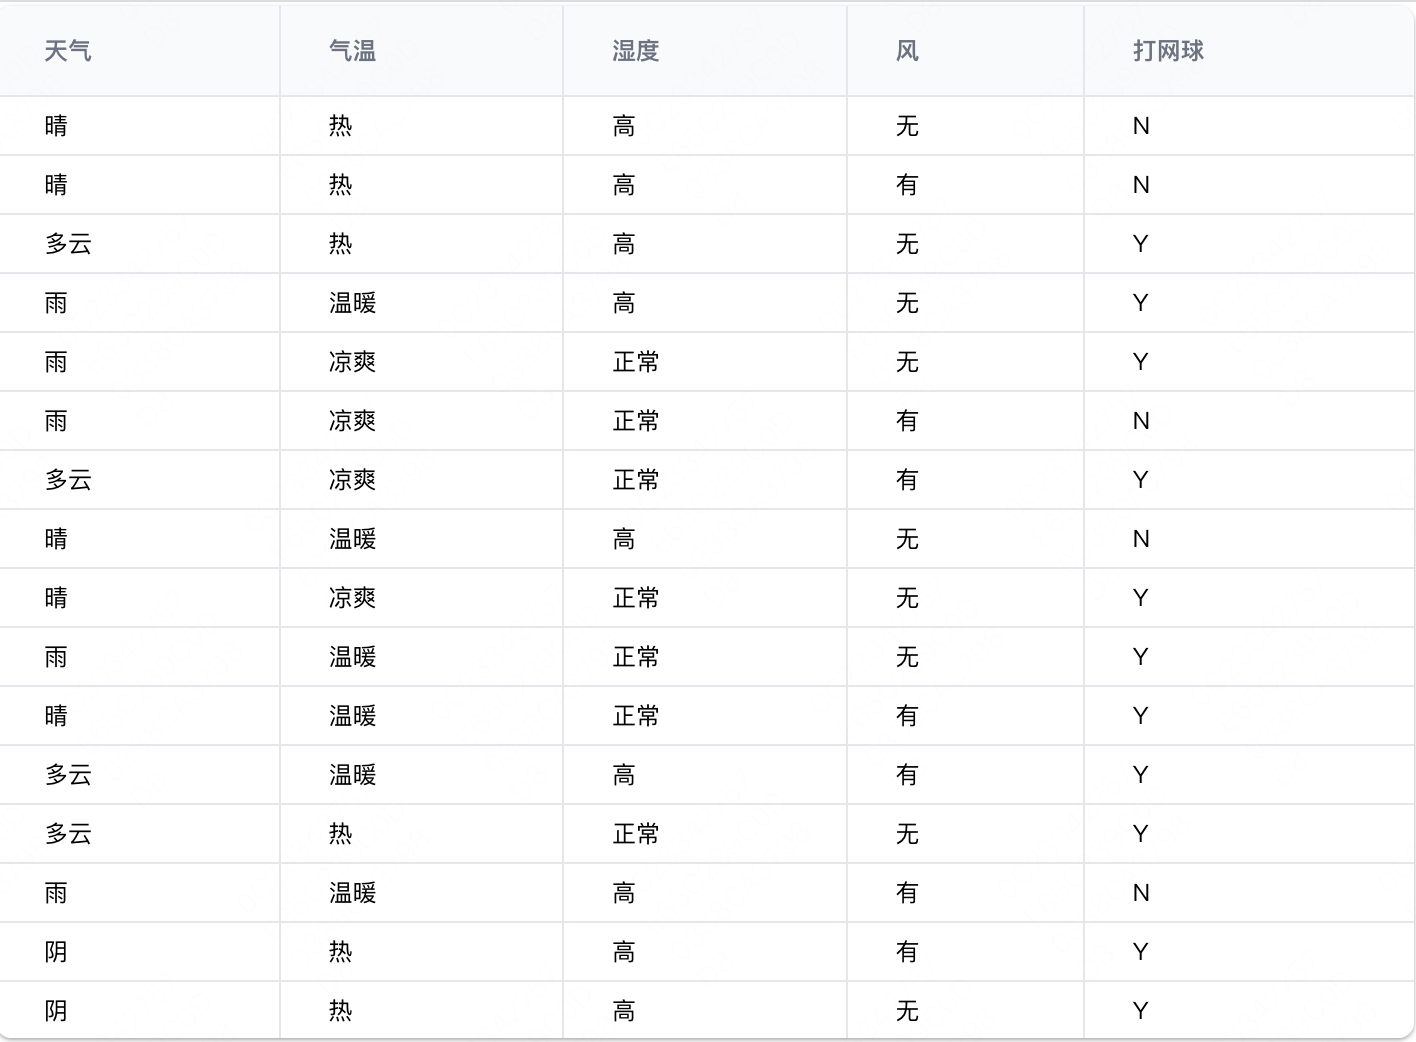 天气 气温 湿度 风 打网球
晴 热 高 无 N
晴 热 高 有 N
多云 热 高 无 Y
雨 温暖 高 无 Y
雨 凉爽 正常 无 Y
雨 凉爽 正常 有 N
多云 凉爽 正常 有 Y
晴 温暖 高 无 N
晴 凉爽 正常 无 Y
雨 温暖 正常 无 Y
晴 温暖 正常 有 Y
多云 温暖 高 有 Y
多云 热 正常 无 Y
雨 温暖 高 有 N
阴 热 高 有 Y
阴 热 高 无 Y